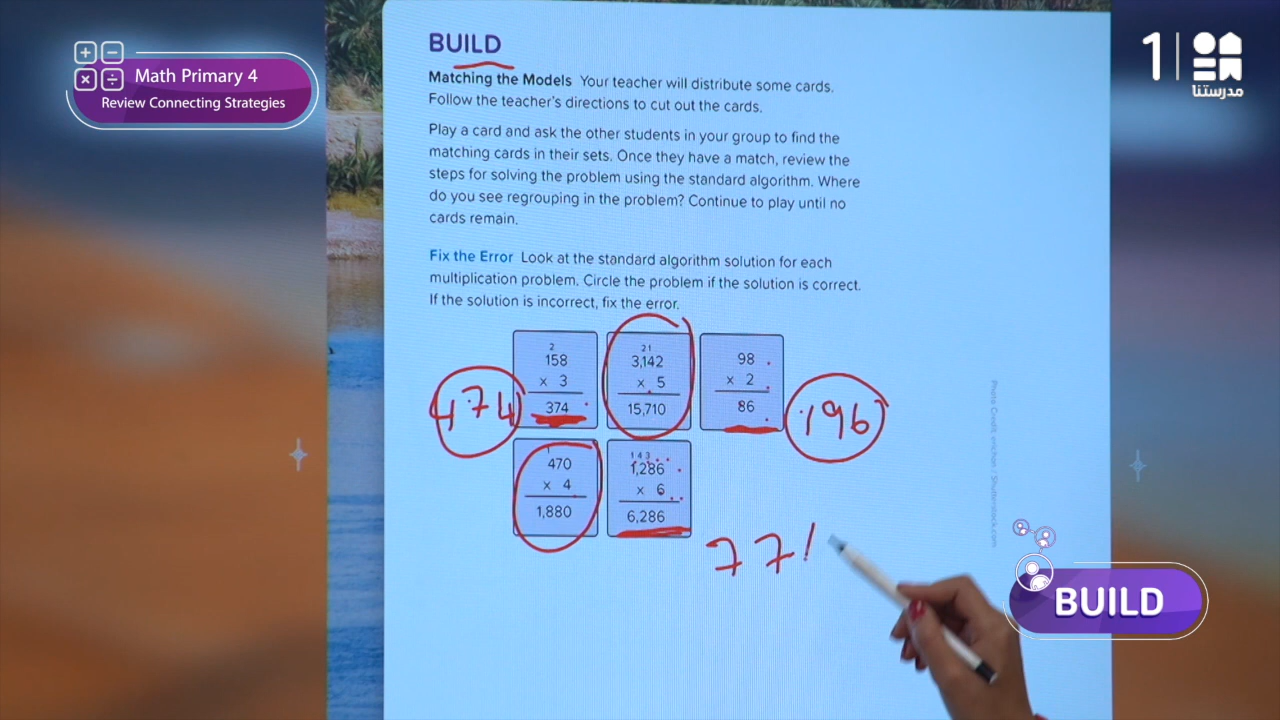 Math Primary 4
Review Connecting Strategies
1
مدرستنا
BUILD
Matching the Models Your teacher will distribute some cards.
Follow the teacher's directions to cut out the cards.
Play a card and ask the other students in your group to find the
matching cards in their sets. Once they have a match, review the
steps for solving the problem using the standard algorithm. Where
do you see regrouping in the problem? Continue to play until no
cards remain.
Fix the Error Look at the standard algorithm solution for each
multiplication problem. Circle the problem if the solution is correct.
If the solution is incorrect, fix the error.
2
158
x 3
374
474
21
3,142
x 5
15,710
98
x 2
86
196
470
x 4
1,880
143
1,286
x 6
6,286
771
BUILD